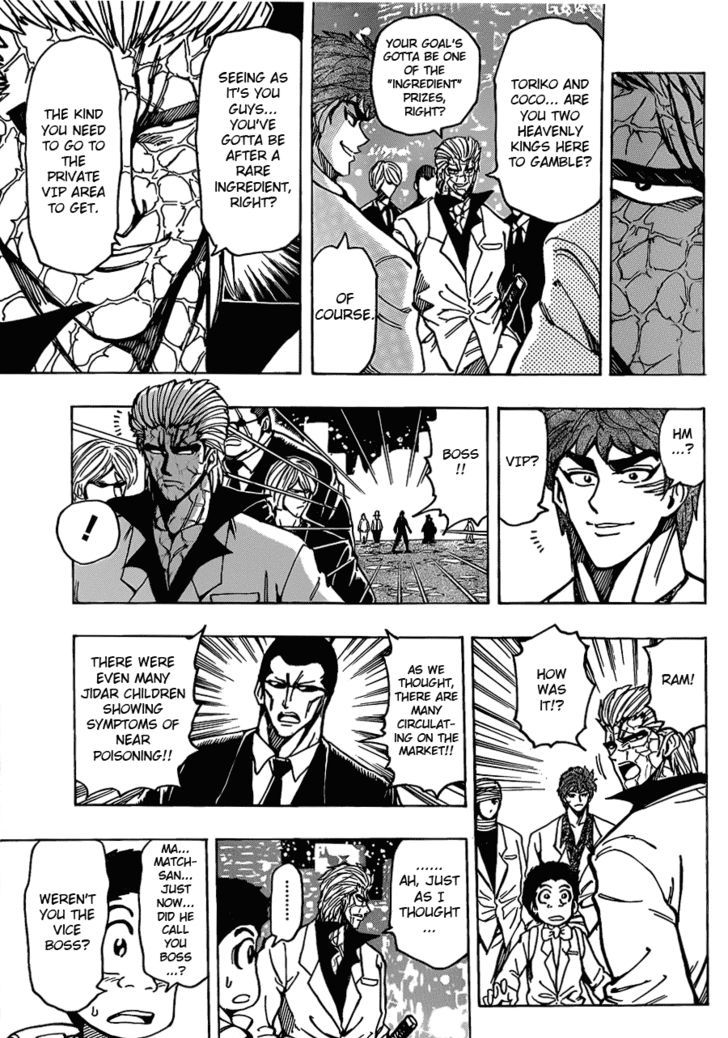 TORIKO AND
COCO... ARE
YOU TWO
HEAVENLY
KINGS HERE
TO GAMBLE?
YOUR GOAL'S
GOTTA BE ONE
OF THE
"INGREDIENT"
PRIZES,
RIGHT?
OF
COURSE.
SEEING AS
IT'S YOU
GUYS...
YOU'VE
GOTTA BE
AFTER A
RARE
INGREDIENT,
RIGHT?
THE KIND
YOU NEED
TO GO TO
THE
PRIVATE
VIP AREA
TO GET.
HM
...?
VIP?
BOSS
!!
!
RAM!
HOW
WAS
IT!?
AS WE
THOUGHT,
THERE ARE
MANY
CIRCULAT-
ING ON THE
MARKET!!
THERE WERE
EVEN MANY
JIDAR CHILDREN
SHOWING
SYMPTOMS OF
NEAR
POISONING!!
......
AH, JUST
AS I
THOUGHT
...
......
MA...
MATCH-
SAN...
JUST
NOW...
DID HE
CALL
YOU
BOSS
...?
WEREN'T
YOU THE
VICE
BOSS?